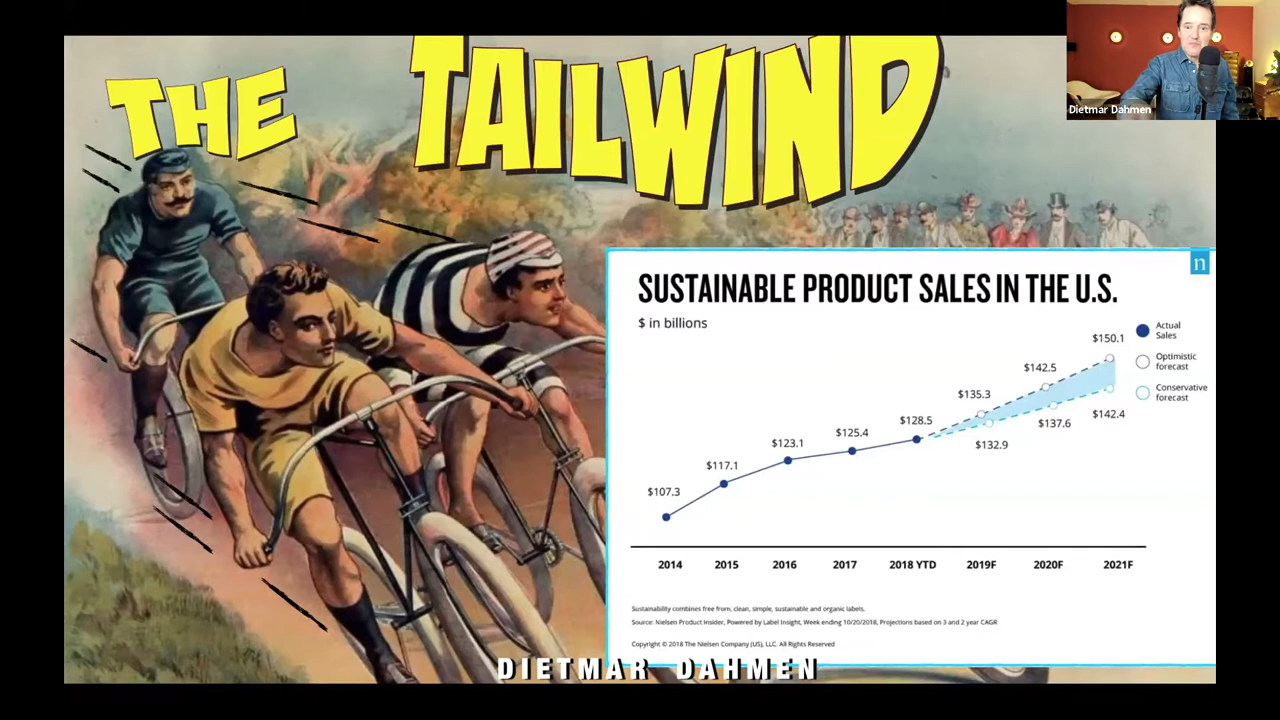 Dietmar Dahmen
THE TAILWIND
n
SUSTAINABLE PRODUCT SALES IN THE U.S.
$ in billions
Actual
Sales
Optimistic
forecast
Conservative
forecast
$107.3
$117.1
$123.1
$125.4
$128.5
$135.3
$142.5
$150.1
$132.9
$137.6
$142.4
2014 2015 2016 2017 2018 YTD 2019F 2020F 2021F
Sustainability combines free from, clean, simple, sustainable and organic labels.
Source: Nielsen Product Insider, Powered by Label Insight, Week ending 10/20/2018, Projections based on 3 and 2 year CAGR
Copyright © 2018 The Nielsen Company (US), LLC. All Rights Reserved
DIETMAR DAHMEN